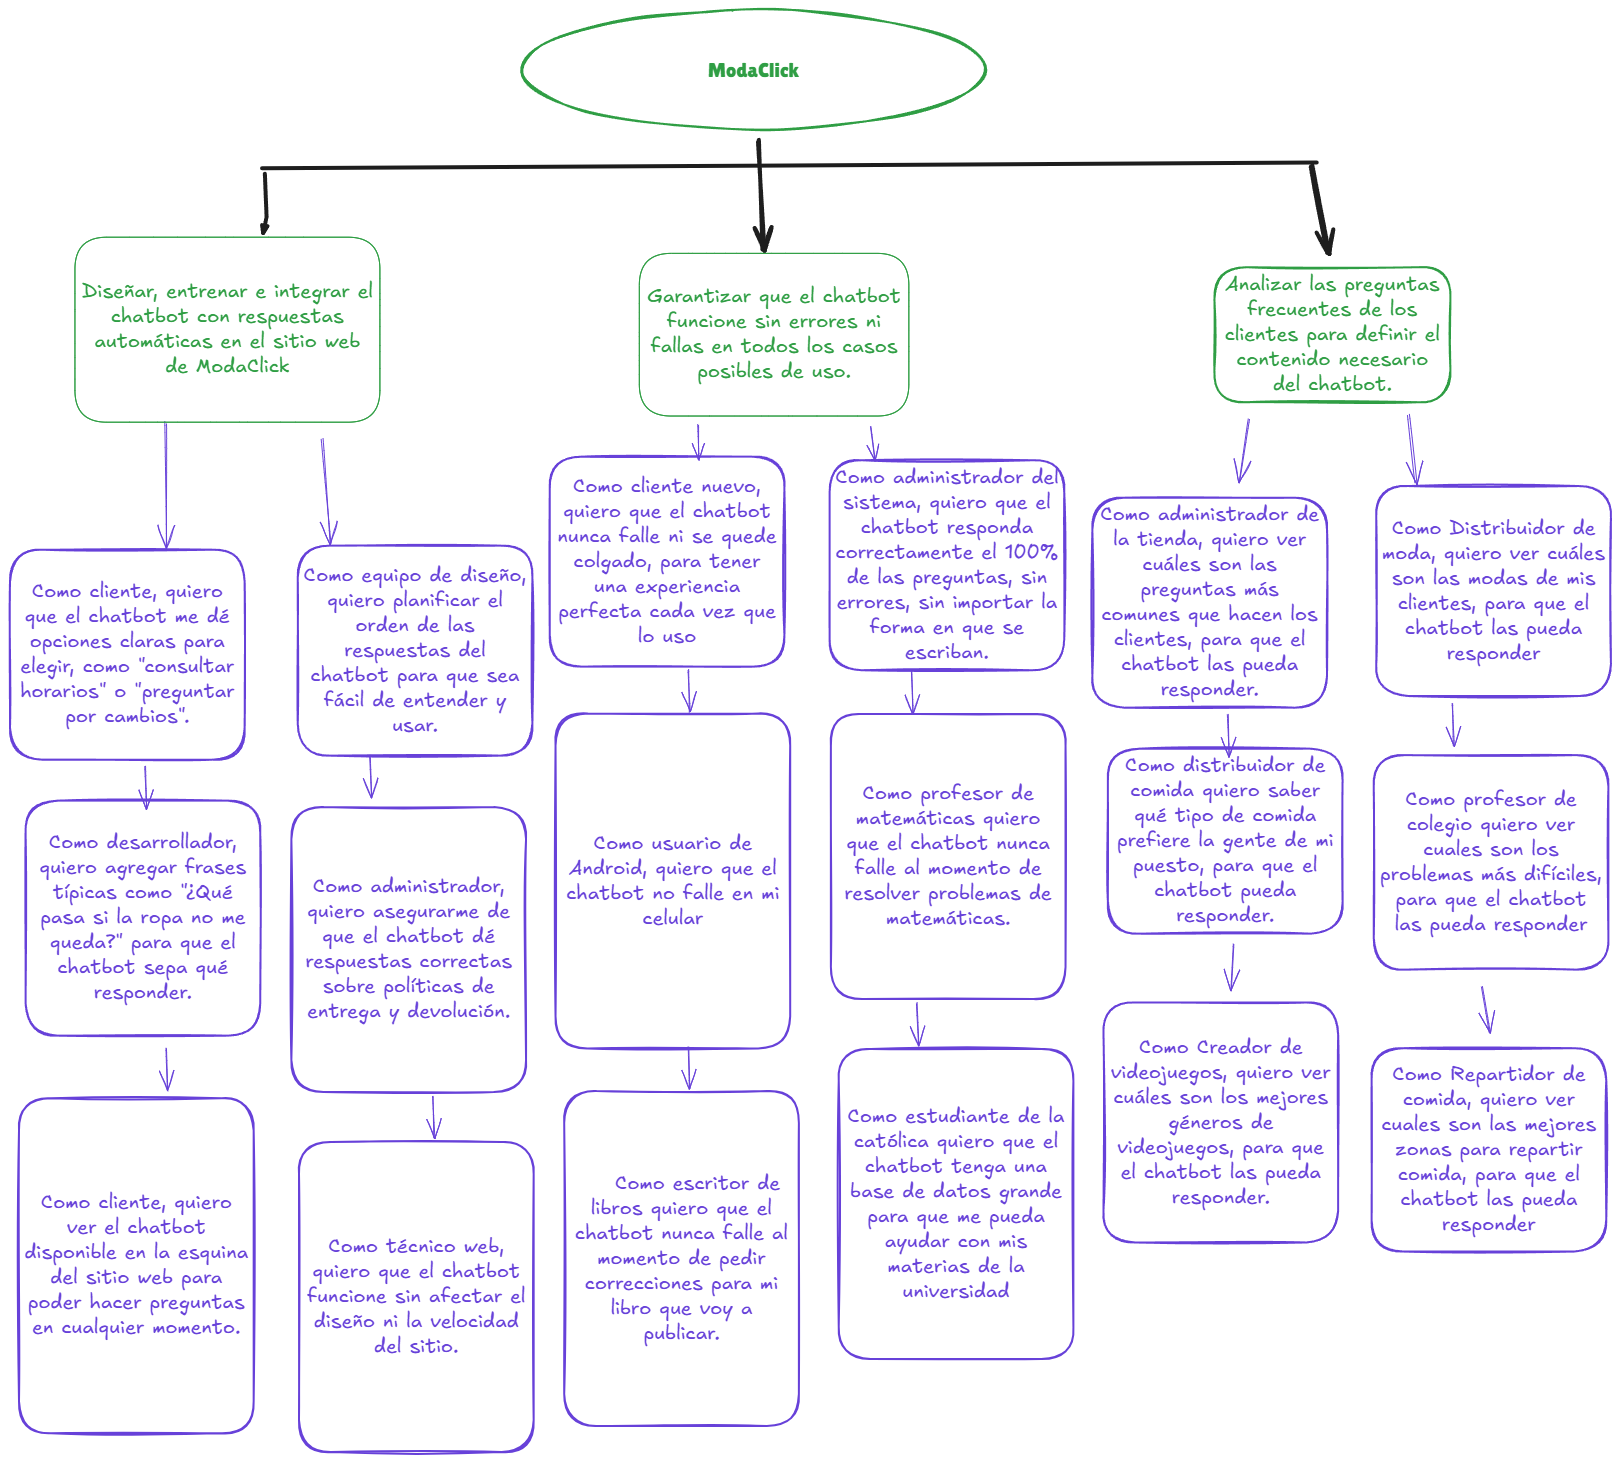 ModaClick
Diseñar, entrenar e integrar el
chatbot con respuestas
automáticas en el sitio web
de ModaClick
Garantizar que el chatbot
funcione sin errores ni
fallas en todos los casos
posibles de uso.
Analizar las preguntas
frecuentes de los
clientes para definir el
contenido necesario
del chatbot.
Como cliente, quiero
que el chatbot me dé
opciones claras para
elegir, como "consultar
horarios" o "preguntar
por cambios".
Como desarrollador,
quiero agregar frases
típicas como "¿Qué
pasa si la ropa no me
queda?" para que el
chatbot sepa qué
responder.
Como cliente, quiero
ver el chatbot
disponible en la esquina
del sitio web para
poder hacer preguntas
en cualquier momento.
Como equipo de diseño,
quiero planificar el
orden de las
respuestas del
chatbot para que sea
fácil de entender y
usar.
Como administrador,
quiero asegurarme de
que el chatbot dé
respuestas correctas
sobre políticas de
entrega y devolución.
Como técnico web,
quiero que el chatbot
funcione sin afectar el
diseño ni la velocidad
del sitio.
Como cliente nuevo,
quiero que el chatbot
nunca falle ni se quede
colgado, para tener
una experiencia
perfecta cada vez que
lo uso
Como usuario de
Android, quiero que el
chatbot no falle en mi
celular
Como escritor de
libros quiero que el
chatbot nunca falle al
momento de pedir
correcciones para mi
libro que voy a
publicar.
Como administrador del
sistema, quiero que el
chatbot responda
correctamente el 100%
de las preguntas, sin
errores, sin importar la
forma en que se
escriban.
Como profesor de
matemáticas quiero
que el chatbot nunca
falle al momento de
resolver problemas de
matemáticas.
Como estudiante de la
católica quiero que el
chatbot tenga una
base de datos grande
para que me pueda
ayudar con mis
materias de la
universidad
Como administrador de
la tienda, quiero ver
cuáles son las
preguntas más
comunes que hacen los
clientes, para que el
chatbot las pueda
responder.
Como distribuidor de
comida quiero saber
qué tipo de comida
prefiere la gente de mi
puesto, para que el
chatbot pueda
responder.
Como Creador de
videojuegos, quiero ver
cuáles son los mejores
géneros de
videojuegos, para que
el chatbot las pueda
responder.
Como Distribuidor de
moda, quiero ver cuáles
son las modas de mis
clientes, para que el
chatbot las pueda
responder
Como profesor de
colegio quiero ver
cuales son los
problemas más difíciles,
para que el chatbot
las pueda responder
Como Repartidor de
comida, quiero ver
cuales son las mejores
zonas para repartir
comida, para que el
chatbot las pueda
responder